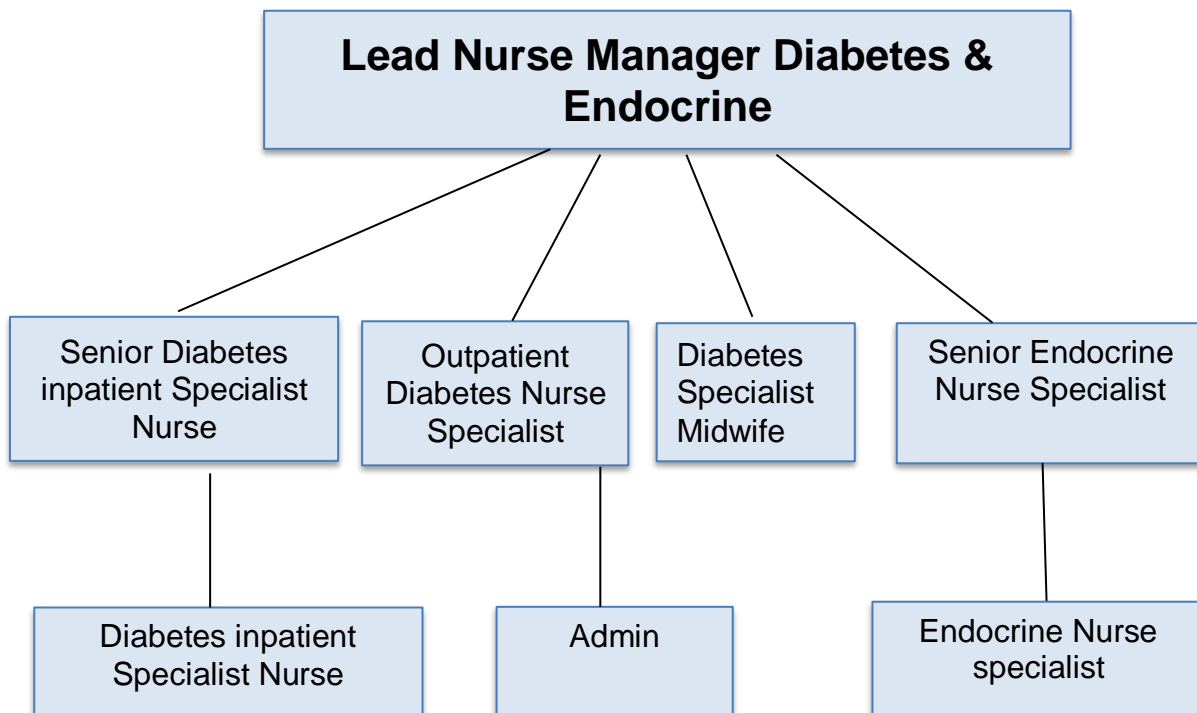 Lead Nurse Manager Diabetes &
Endocrine
Senior Diabetes
inpatient Specialist
Nurse
Outpatient
Diabetes Nurse
Specialist
Diabetes
Specialist
Midwife
Senior Endocrine
Nurse Specialist
Diabetes inpatient
Specialist Nurse
Admin
Endocrine Nurse
specialist